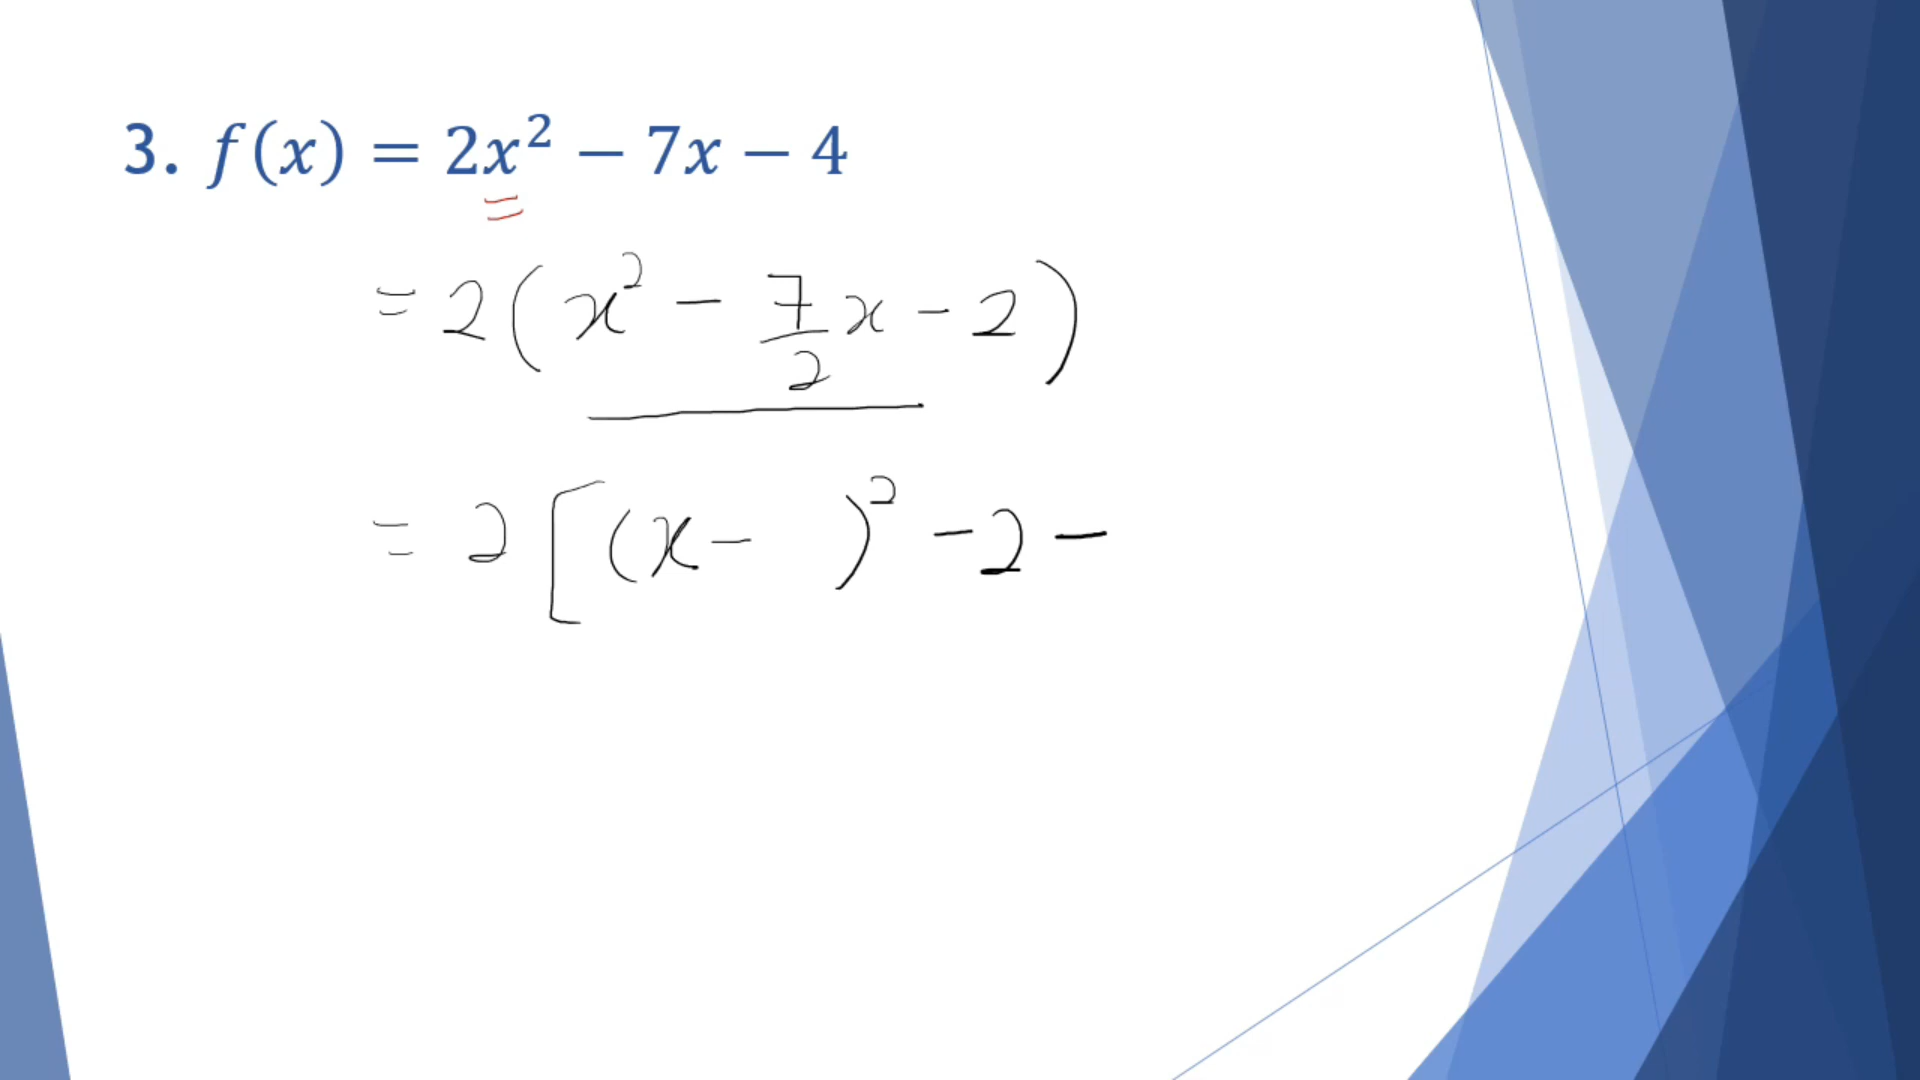 3. f(x) = 2x² − 7x − 4
= 2(x² − 7/2 x − 2)
= 2[(x− )² −2 −